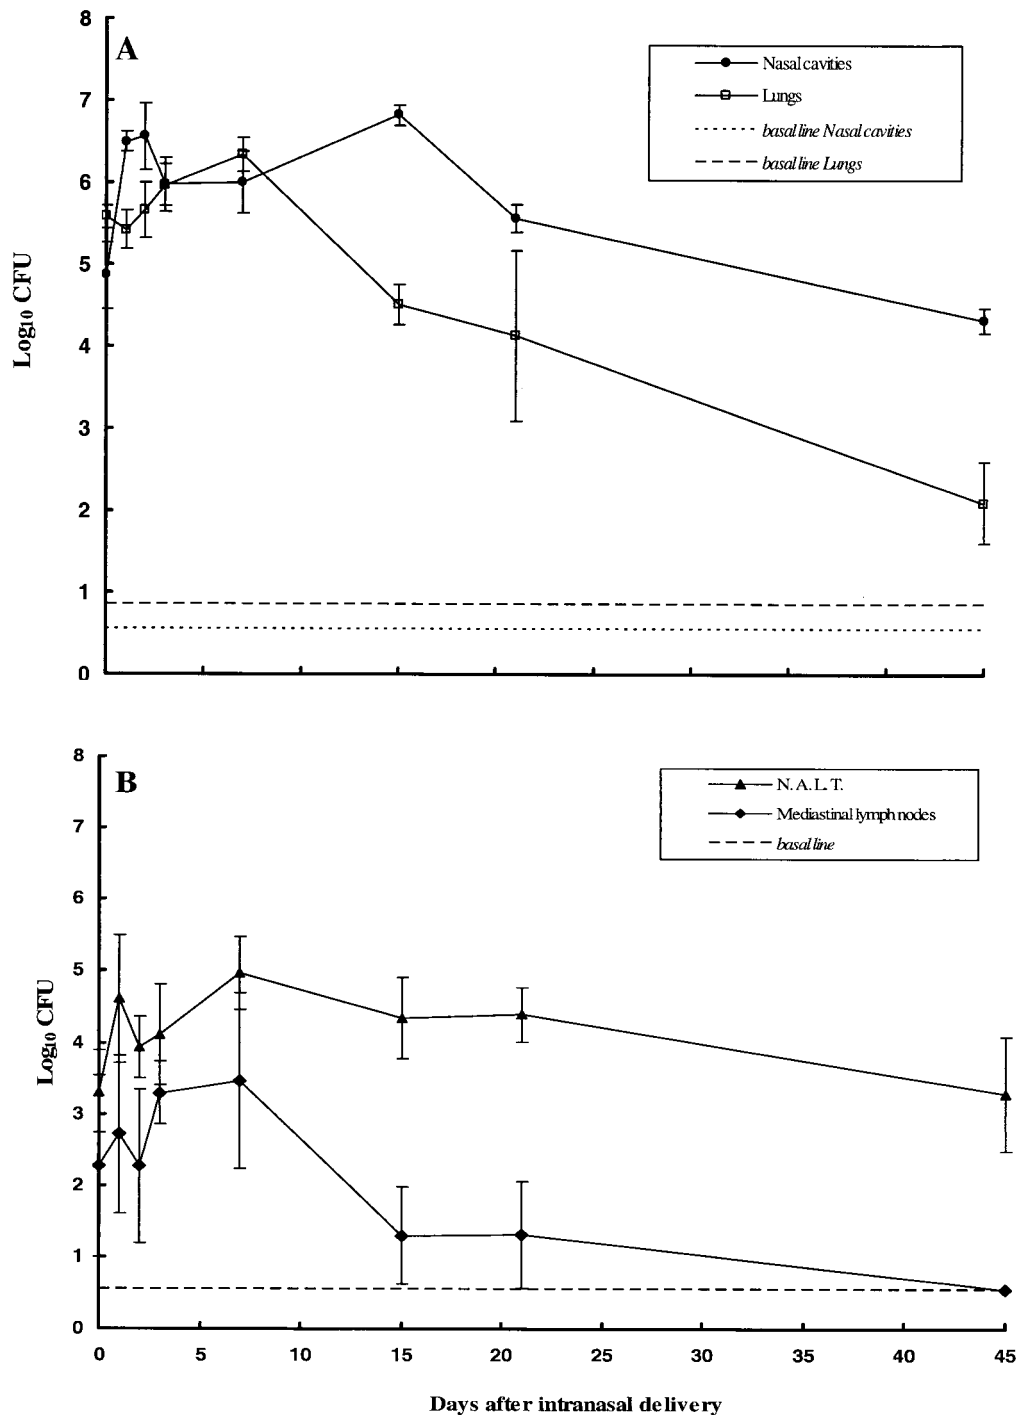 A
8
7
6
5
4
3
2
1
0
Log10 CFU
Nasal cavities
Lungs
basal line Nasal cavities
basal line Lungs
B
8
7
6
5
4
3
2
1
0
Log10 CFU
N. A. L. T.
Mediastinal lymph nodes
basal line
0 5 10 15 20 25 30 35 40 45
Days after intranasal delivery